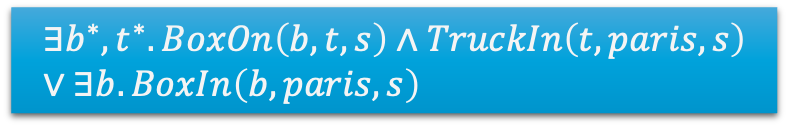 ∃b*, t*. BoxOn(b, t, s) ∧ TruckIn(t, paris, s)
∨ ∃b. BoxIn(b, paris, s)